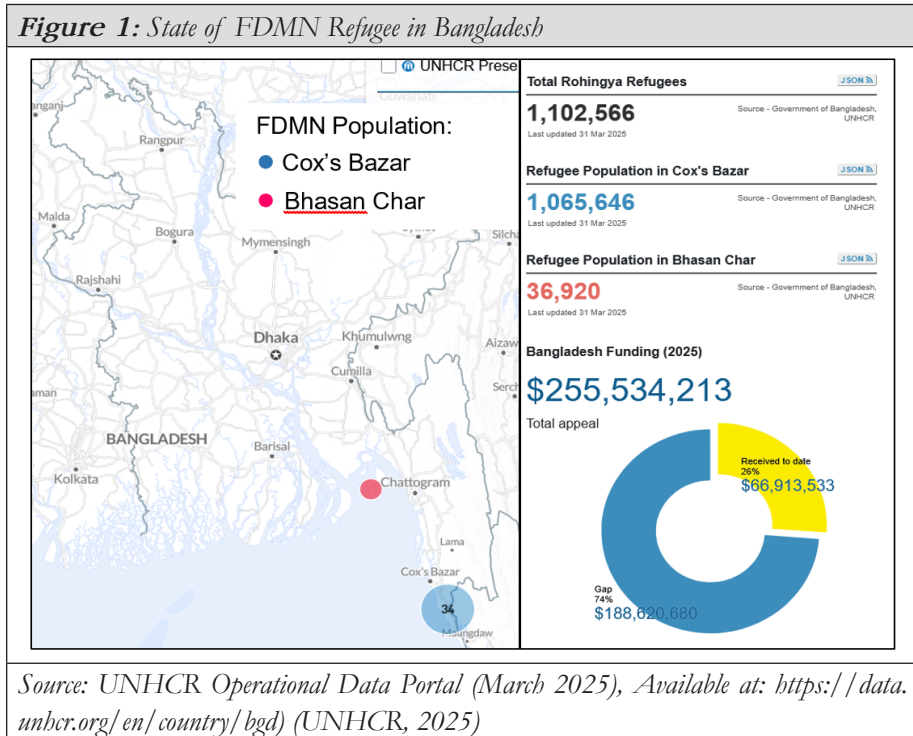 Figure 1: State of FDMN Refugee in Bangladesh
UNHCR Prese
Guwahati
FDMN Population:
Cox's Bazar
Bhasan Char
Rangpur
Malda
Bogura
Mymensingh
Silcha
Rajshahi
Dhaka
Khumulwng
Aizaw
Cumilla
Serch
BANGLADESH
Barisal
Kolkata
Chattogram
Lama
Cox's Bazar
34
Maungdaw
Total Rohingya Refugees
JSON
1,102,566
Source - Government of Bangladesh,
UNHCR
Last updated 31 Mar 2025
Refugee Population in Cox's Bazar
JSON
1,065,646
Source - Government of Bangladesh,
UNHCR
Last updated 31 Mar 2025
Refugee Population in Bhasan Char
JSON
36,920
Source - Government of Bangladesh,
UNHCR
Last updated 31 Mar 2025
Bangladesh Funding (2025)
$255,534,213
Total appeal
Received to date
26%
$66,913,533
Gap
74%
$188,620,680
Source: UNHCR Operational Data Portal (March 2025), Available at: https://data.
unhcr.org/en/country/bgd) (UNHCR, 2025)